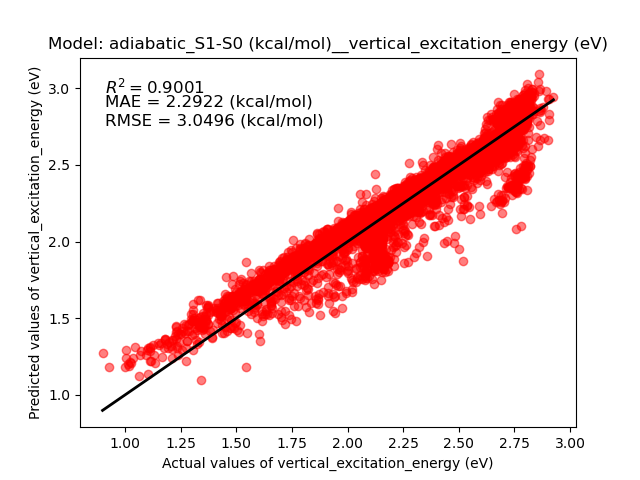 Model: adiabatic_S1-S0 (kcal/mol)__vertical_excitation_energy (eV)
R² = 0.9001
MAE = 2.2922 (kcal/mol)
RMSE = 3.0496 (kcal/mol)
Predicted values of vertical_excitation_energy (eV)
3.0
2.5
2.0
1.5
1.0
1.00 1.25 1.50 1.75 2.00 2.25 2.50 2.75 3.00
Actual values of vertical_excitation_energy (eV)